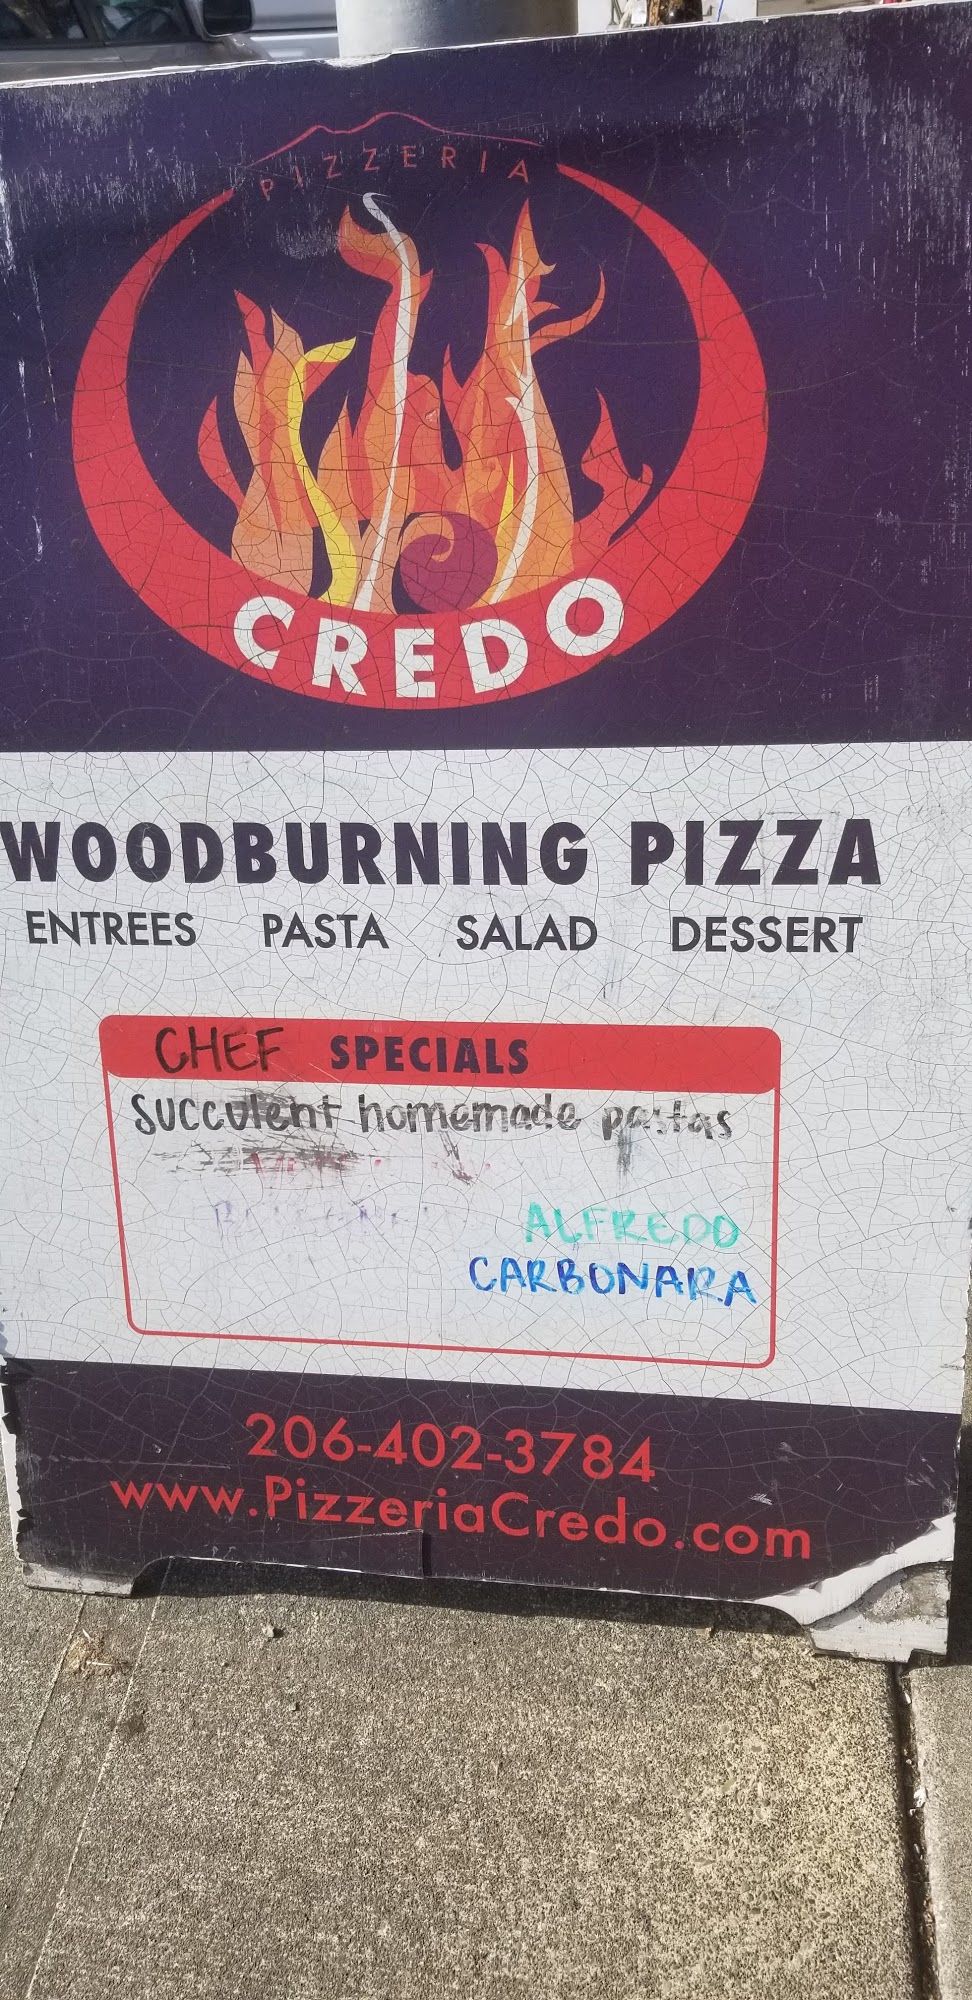 PIZZERIA
CREDO
WOODBURNING PIZZA
ENTREES PASTA SALAD DESSERT
CHEF SPECIALS
succulent homemade pastas
ALFREDO
CARBONARA
206-402-3784
www.PizzeriaCredo.com